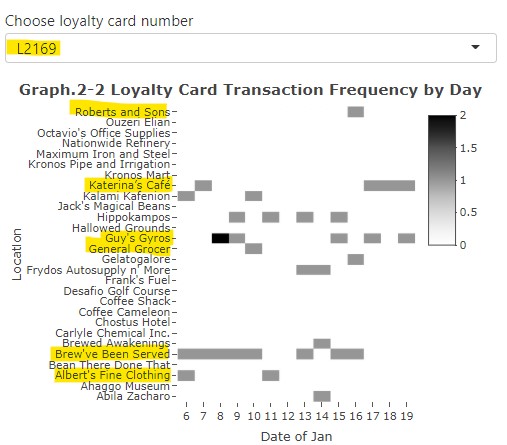 Choose loyalty card number
L2169
Graph.2-2 Loyalty Card Transaction Frequency by Day
Roberts and Sons
Ouzeri Elian
Octavio's Office Supplies
Nationwide Refinery
Maximum Iron and Steel
Kronos Pipe and Irrigation
Kronos Mart
Katerina's Café
Kalami Kafenion
Jack's Magical Beans
Hippokampos
Hallowed Grounds
Guy's Gyros
General Grocer
Gelatogalore
Frydos Autosupply n' More
Frank's Fuel
Desafio Golf Course
Coffee Shack
Coffee Cameleon
Chostus Hotel
Carlyle Chemical Inc.
Brewed Awakenings
Brew've Been Served
Bean There Done That
Albert's Fine Clothing
Ahaggo Museum
Abila Zacharo
Location
6 7 8 9 10 11 12 13 14 15 16 17 18 19
Date of Jan
2
1.5
1
0.5
0